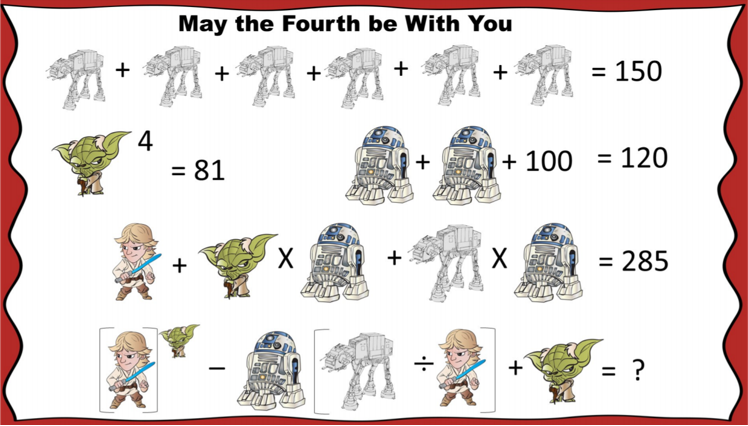 May the Fourth be With You
+ + + + + = 150
4 = 81
+ + 100 = 120
+ X + X = 285
[ ] − [ ÷ ] + = ?